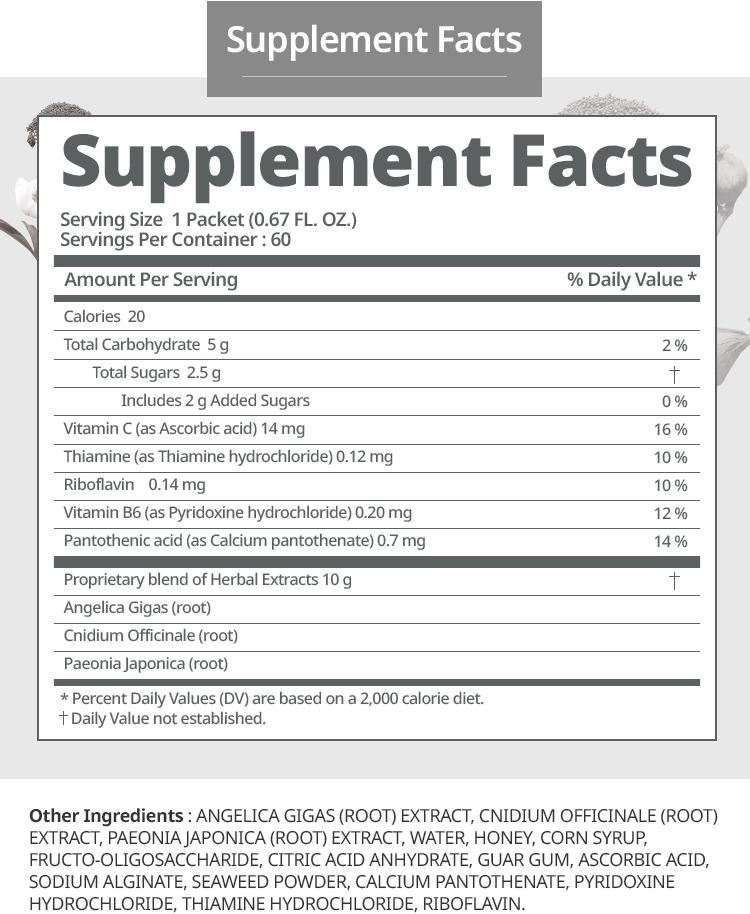 Supplement Facts
Supplement Facts
Serving Size  1 Packet (0.67 FL. OZ.)
Servings Per Container : 60
Amount Per Serving % Daily Value *
Calories  20
Total Carbohydrate  5 g 2 %
Total Sugars  2.5 g †
Includes 2 g Added Sugars 0 %
Vitamin C (as Ascorbic acid) 14 mg 16 %
Thiamine (as Thiamine hydrochloride) 0.12 mg 10 %
Riboflavin   0.14 mg 10 %
Vitamin B6 (as Pyridoxine hydrochloride) 0.20 mg 12 %
Pantothenic acid (as Calcium pantothenate) 0.7 mg 14 %
Proprietary blend of Herbal Extracts 10 g †
Angelica Gigas (root)
Cnidium Officinale (root)
Paeonia Japonica (root)
* Percent Daily Values (DV) are based on a 2,000 calorie diet.
† Daily Value not established.
Other Ingredients : ANGELICA GIGAS (ROOT) EXTRACT, CNIDIUM OFFICINALE (ROOT)
EXTRACT, PAEONIA JAPONICA (ROOT) EXTRACT, WATER, HONEY, CORN SYRUP,
FRUCTO-OLIGOSACCHARIDE, CITRIC ACID ANHYDRATE, GUAR GUM, ASCORBIC ACID,
SODIUM ALGINATE, SEAWEED POWDER, CALCIUM PANTOTHENATE, PYRIDOXINE
HYDROCHLORIDE, THIAMINE HYDROCHLORIDE, RIBOFLAVIN.